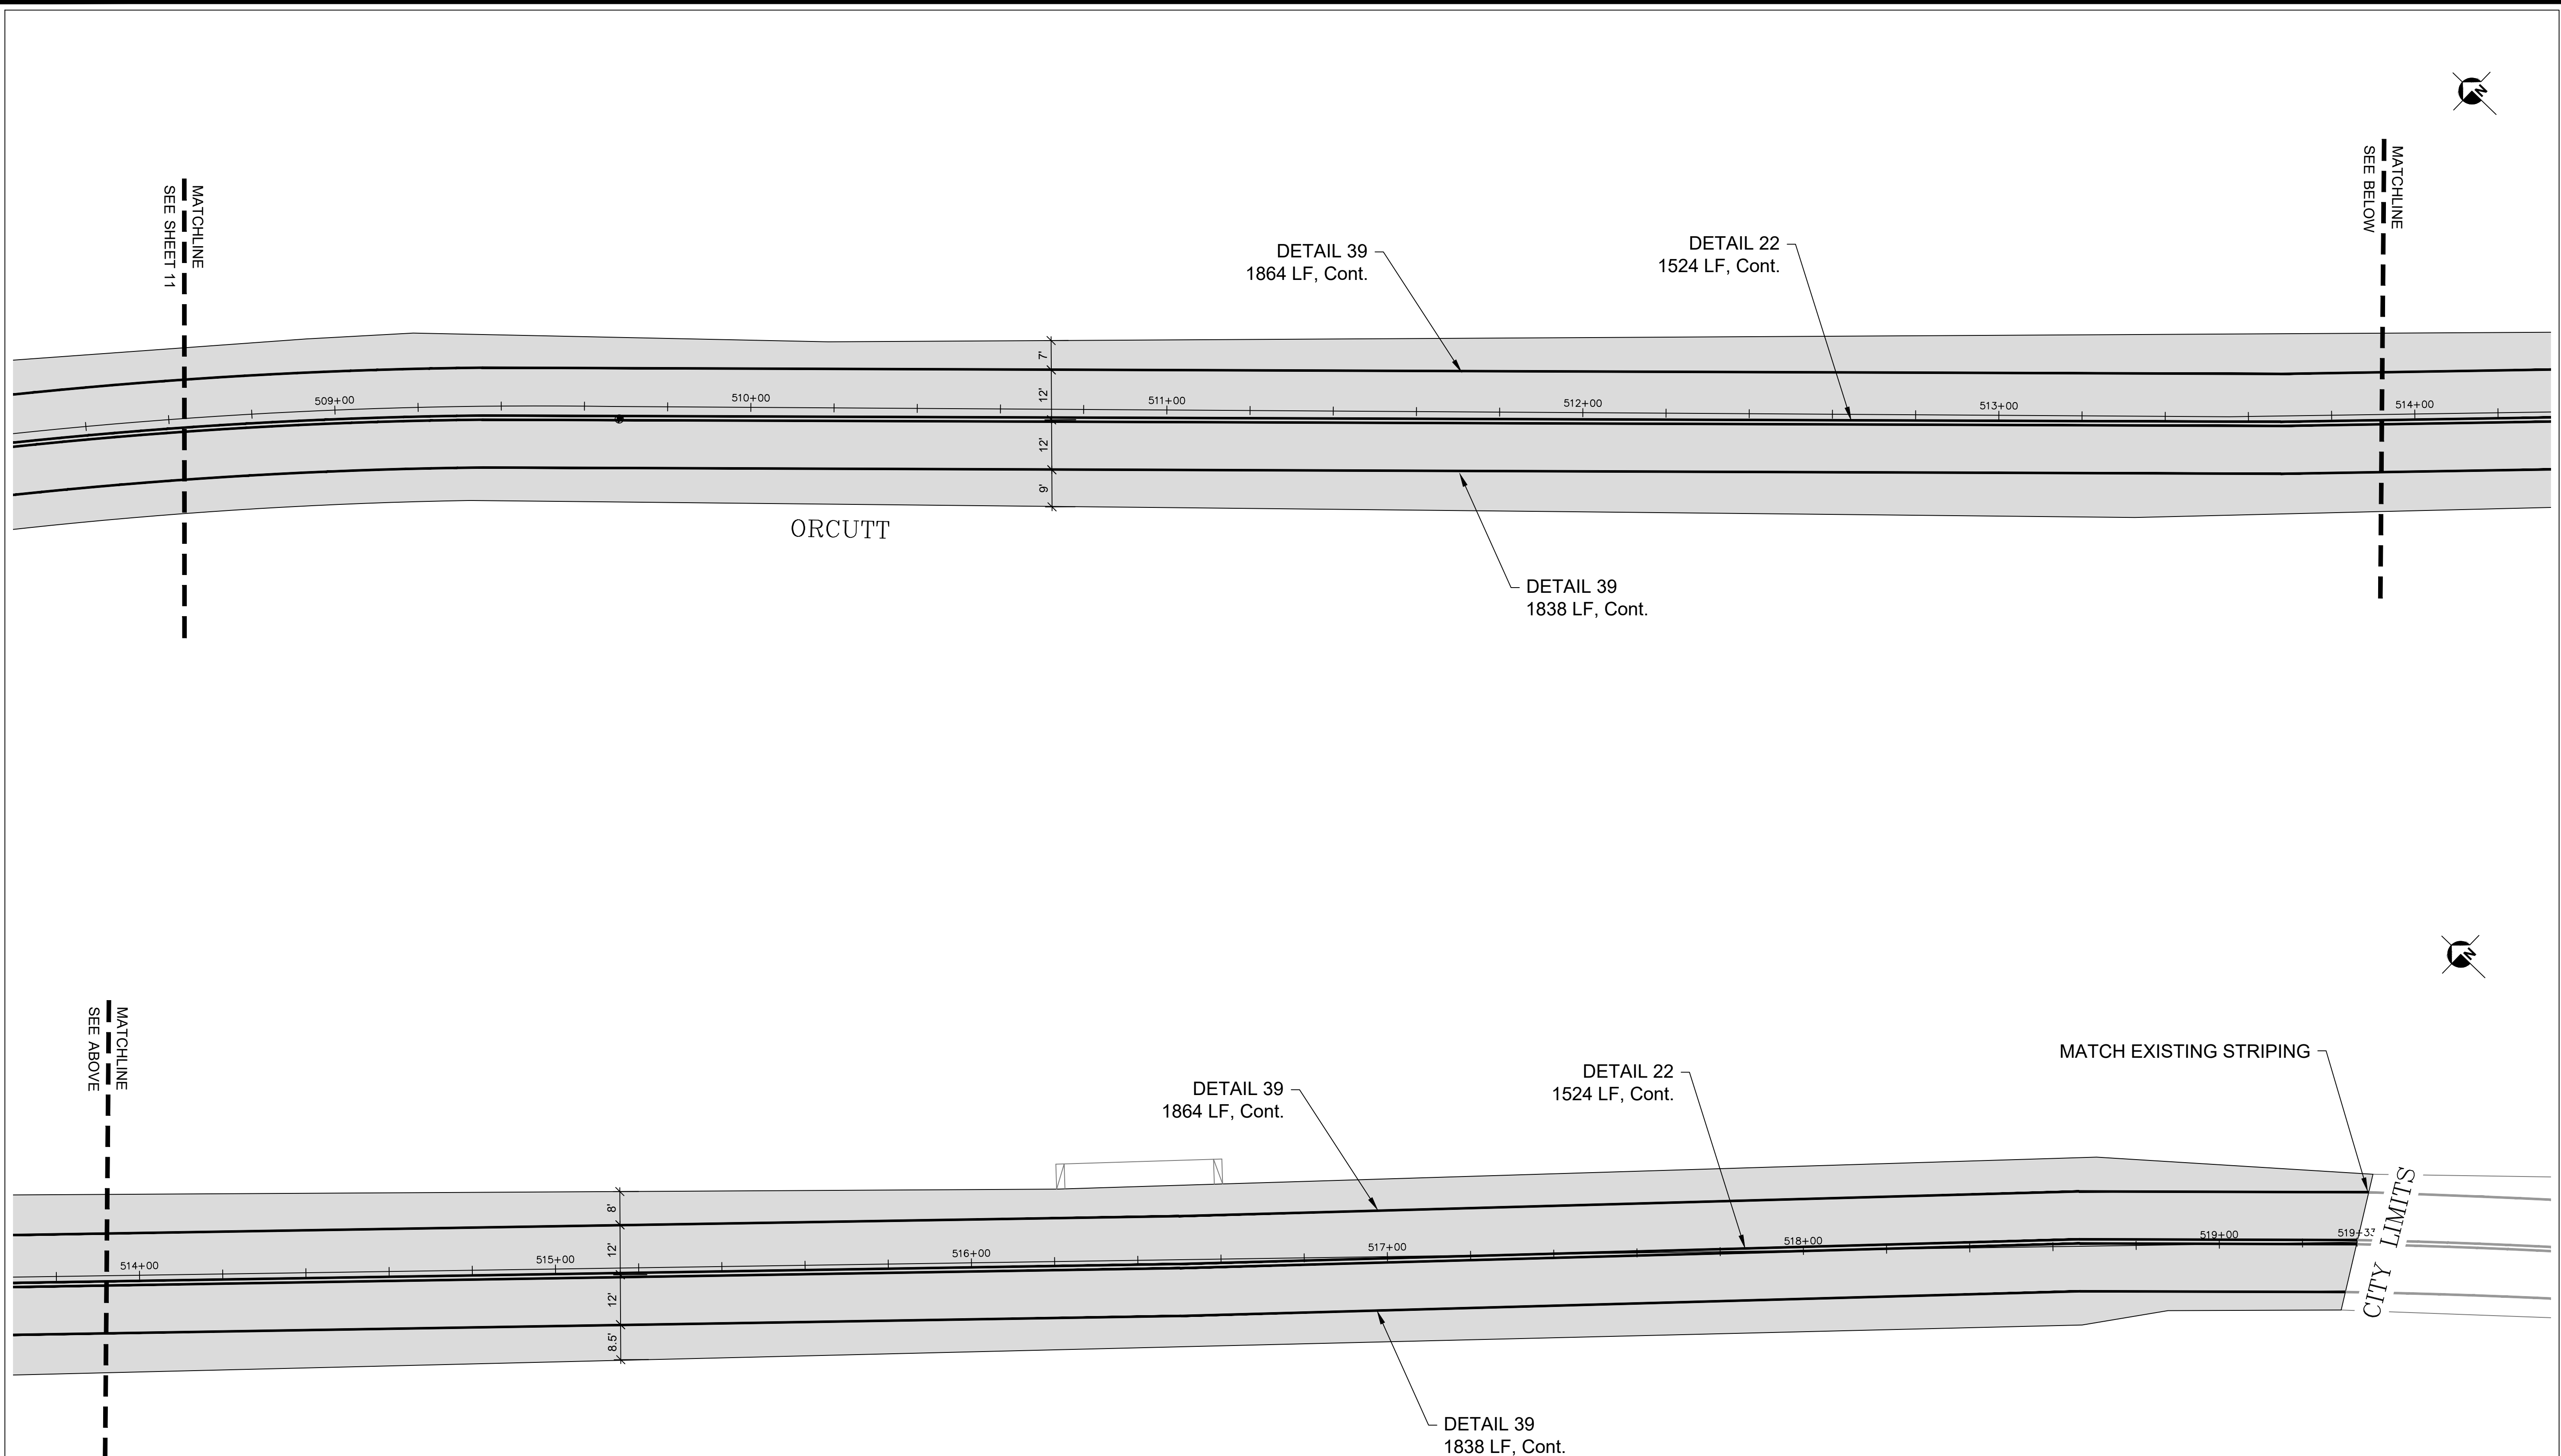 N
MATCHLINE
SEE SHEET 11
MATCHLINE
SEE BELOW
DETAIL 39
1864 LF, Cont.
DETAIL 22
1524 LF, Cont.
7'
12'
12'
9'
509+00
510+00
511+00
512+00
513+00
514+00
ORCUTT
DETAIL 39
1838 LF, Cont.
N
MATCHLINE
SEE ABOVE
DETAIL 39
1864 LF, Cont.
DETAIL 22
1524 LF, Cont.
MATCH EXISTING STRIPING
8'
12'
12'
8.5'
514+00
515+00
516+00
517+00
518+00
519+00
519+33
CITY LIMITS
DETAIL 39
1838 LF, Cont.